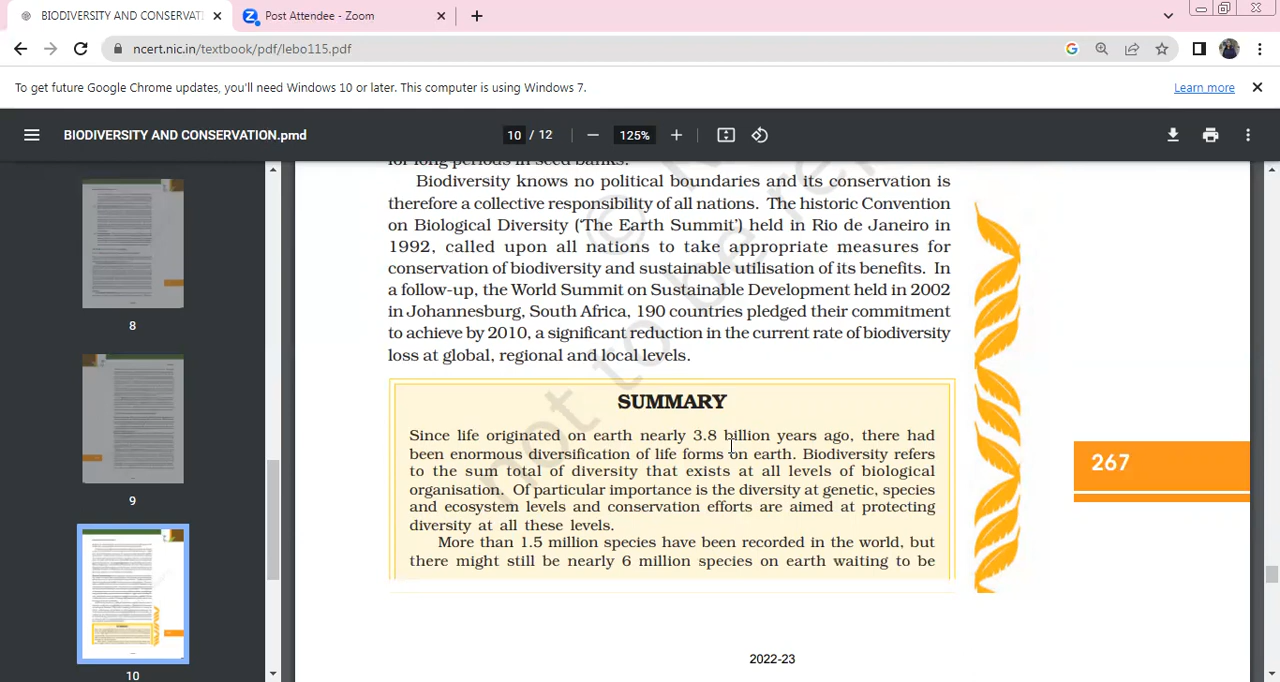 BIODIVERSITY AND CONSERVATI
Post Attendee - Zoom
ncert.nic.in/textbook/pdf/lebo115.pdf
To get future Google Chrome updates, you'll need Windows 10 or later. This computer is using Windows 7.
Learn more
BIODIVERSITY AND CONSERVATION.pmd
10 / 12
125%
8
9
10
for long periods in seed banks.
Biodiversity knows no political boundaries and its conservation is
therefore a collective responsibility of all nations. The historic Convention
on Biological Diversity ('The Earth Summit') held in Rio de Janeiro in
1992, called upon all nations to take appropriate measures for
conservation of biodiversity and sustainable utilisation of its benefits. In
a follow-up, the World Summit on Sustainable Development held in 2002
in Johannesburg, South Africa, 190 countries pledged their commitment
to achieve by 2010, a significant reduction in the current rate of biodiversity
loss at global, regional and local levels.
SUMMARY
Since life originated on earth nearly 3.8 billion years ago, there had
been enormous diversification of life forms on earth. Biodiversity refers
to the sum total of diversity that exists at all levels of biological
organisation. Of particular importance is the diversity at genetic, species
and ecosystem levels and conservation efforts are aimed at protecting
diversity at all these levels.
More than 1.5 million species have been recorded in the world, but
there might still be nearly 6 million species on earth waiting to be
267
2022-23
not to be re
©